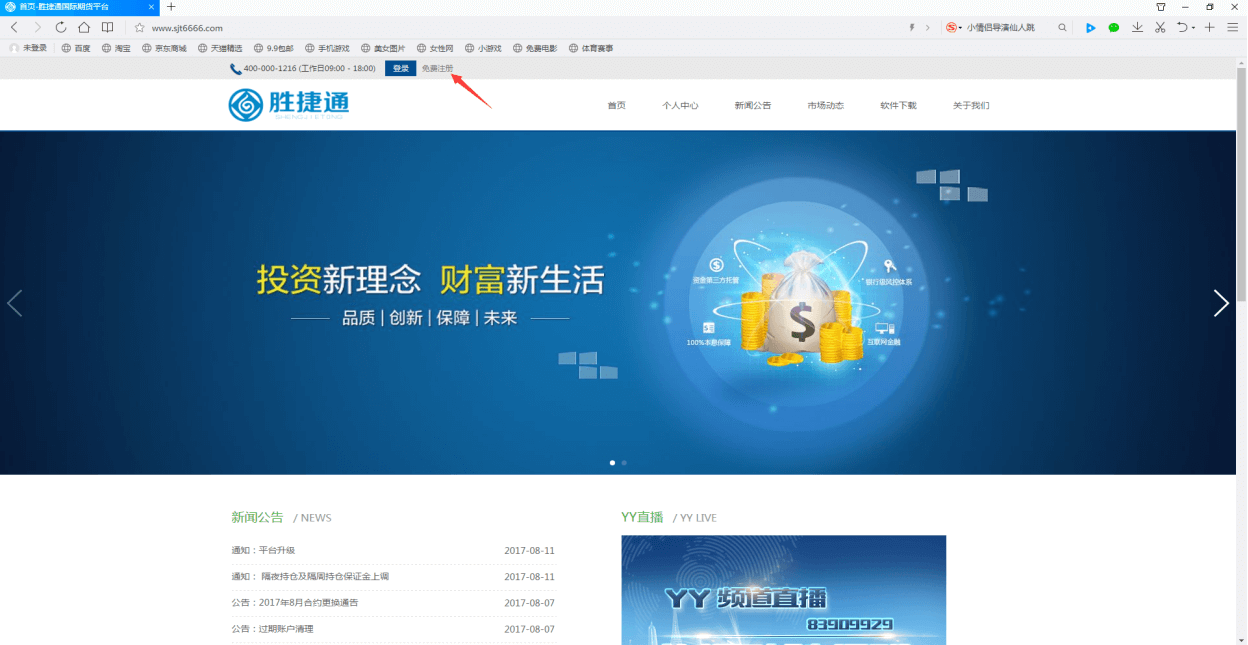 首页-胜捷通国际期货平台
www.sjt6666.com
小情侣导演仙人跳
未登录 百度 淘宝 京东商城 天猫精选 9.9包邮 手机游戏 美女图片 女性网 小游戏 免费电影 体育赛事
400-000-1216 (工作日09:00 - 18:00) 登录 免费注册
胜捷通
SHENGJIETONG
首页 个人中心 新闻公告 市场动态 软件下载 关于我们
投资新理念 财富新生活
品质 | 创新 | 保障 | 未来
资金第三方托管
银行级风控体系
100%本息保障
互联网金融
新闻公告 / NEWS
通知：平台升级 2017-08-11
通知： 隔夜持仓及隔周持仓保证金上调 2017-08-11
公告：2017年8月合约更换通告 2017-08-07
公告：过期账户清理 2017-08-07
YY直播 / YY LIVE
YY 频道直播
83909929